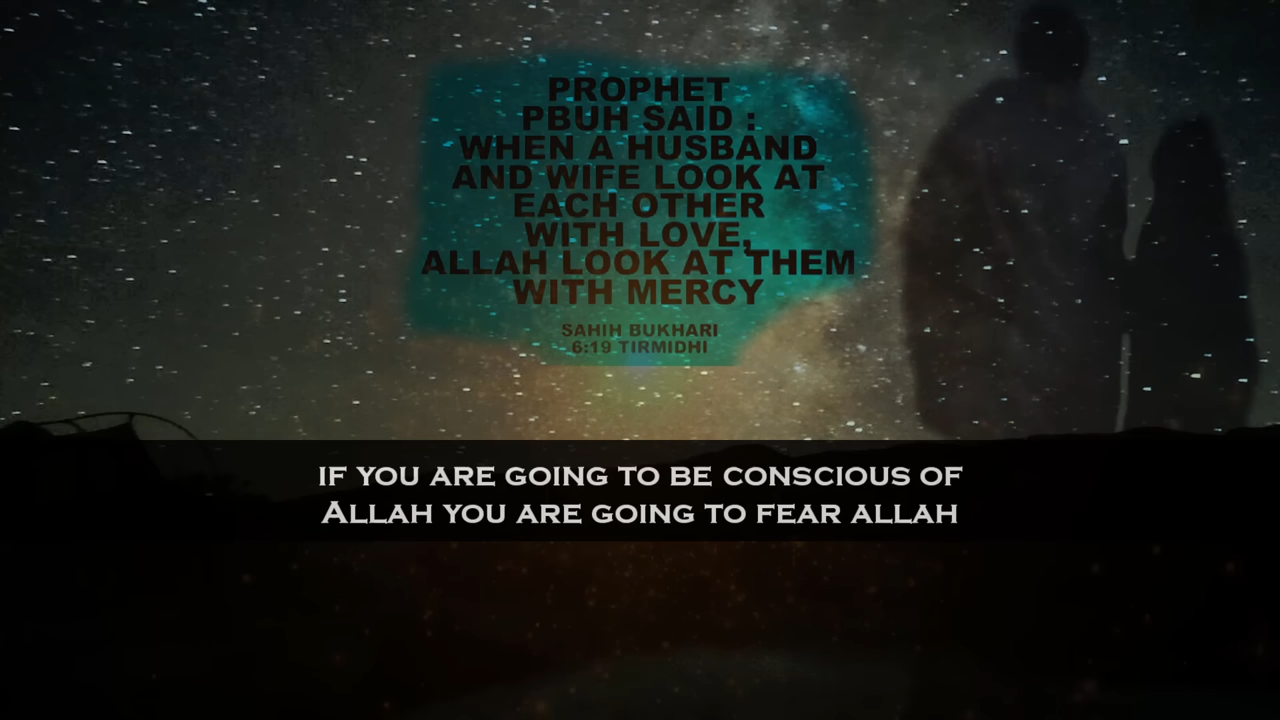 PROPHET
PBUH SAID :
WHEN A HUSBAND
AND WIFE LOOK AT
EACH OTHER
WITH LOVE,
ALLAH LOOK AT THEM
WITH MERCY
SAHIH BUKHARI
6:19 TIRMIDHI
IF YOU ARE GOING TO BE CONSCIOUS OF
ALLAH YOU ARE GOING TO FEAR ALLAH